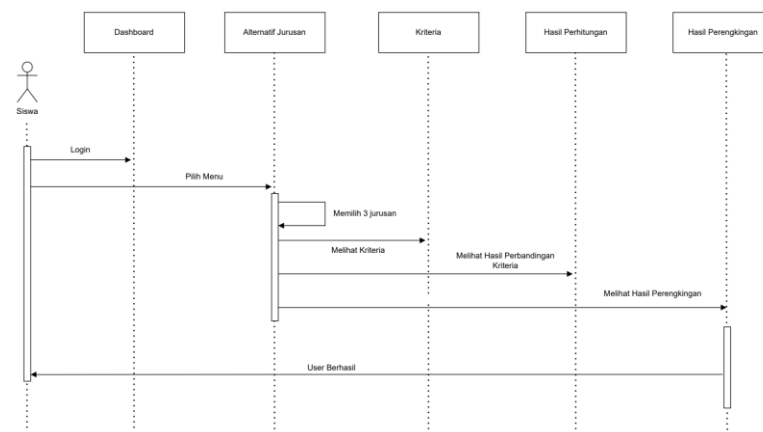 Dashboard
Alternatif Jurusan
Kriteria
Hasil Perhitungan
Hasil Perengkingan
Siswa
Login
Pilih Menu
Memilih 3 jurusan
Melihat Kriteria
Melihat Hasil Perbandingan
Kriteria
Melihat Hasil Perengkingan
User Berhasil